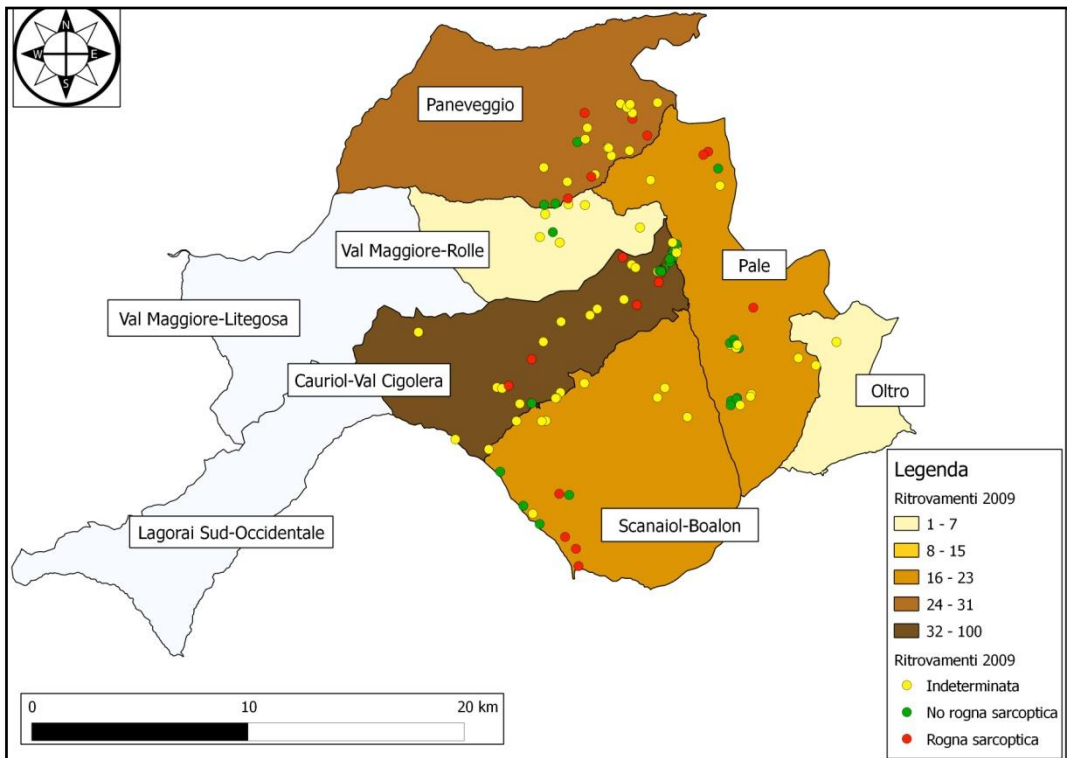 N
W
E
S
Paneveggio
Val Maggiore-Rolle
Pale
Val Maggiore-Litegosa
Cauriol-Val Cigolera
Oltro
Lagorai Sud-Occidentale
Scanaiol-Boalon
Legenda
Ritrovamenti 2009
1 - 7
8 - 15
16 - 23
24 - 31
32 - 100
Ritrovamenti 2009
Indeterminata
No rogna sarcoptica
Rogna sarcoptica
0 10 20 km